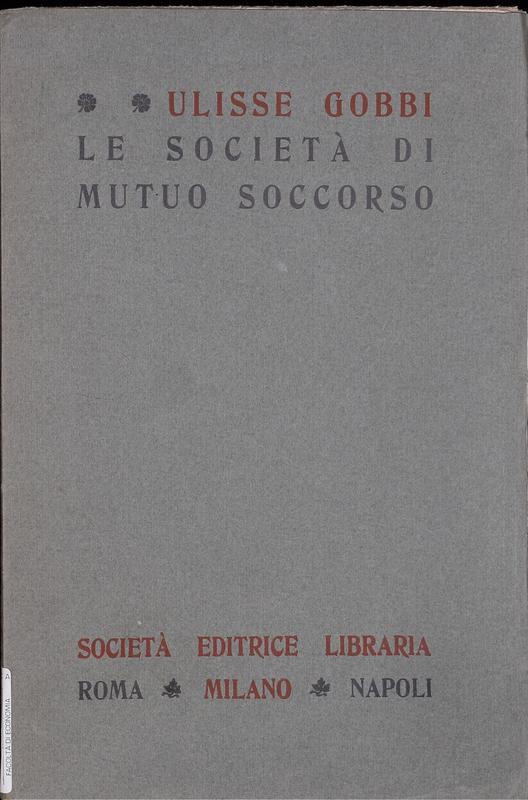 ULISSE GOBBI
LE SOCIETÀ DI
MUTUO SOCCORSO
SOCIETÀ EDITRICE LIBRARIA
ROMA MILANO NAPOLI
FACOLTÀ DI ECONOMIA